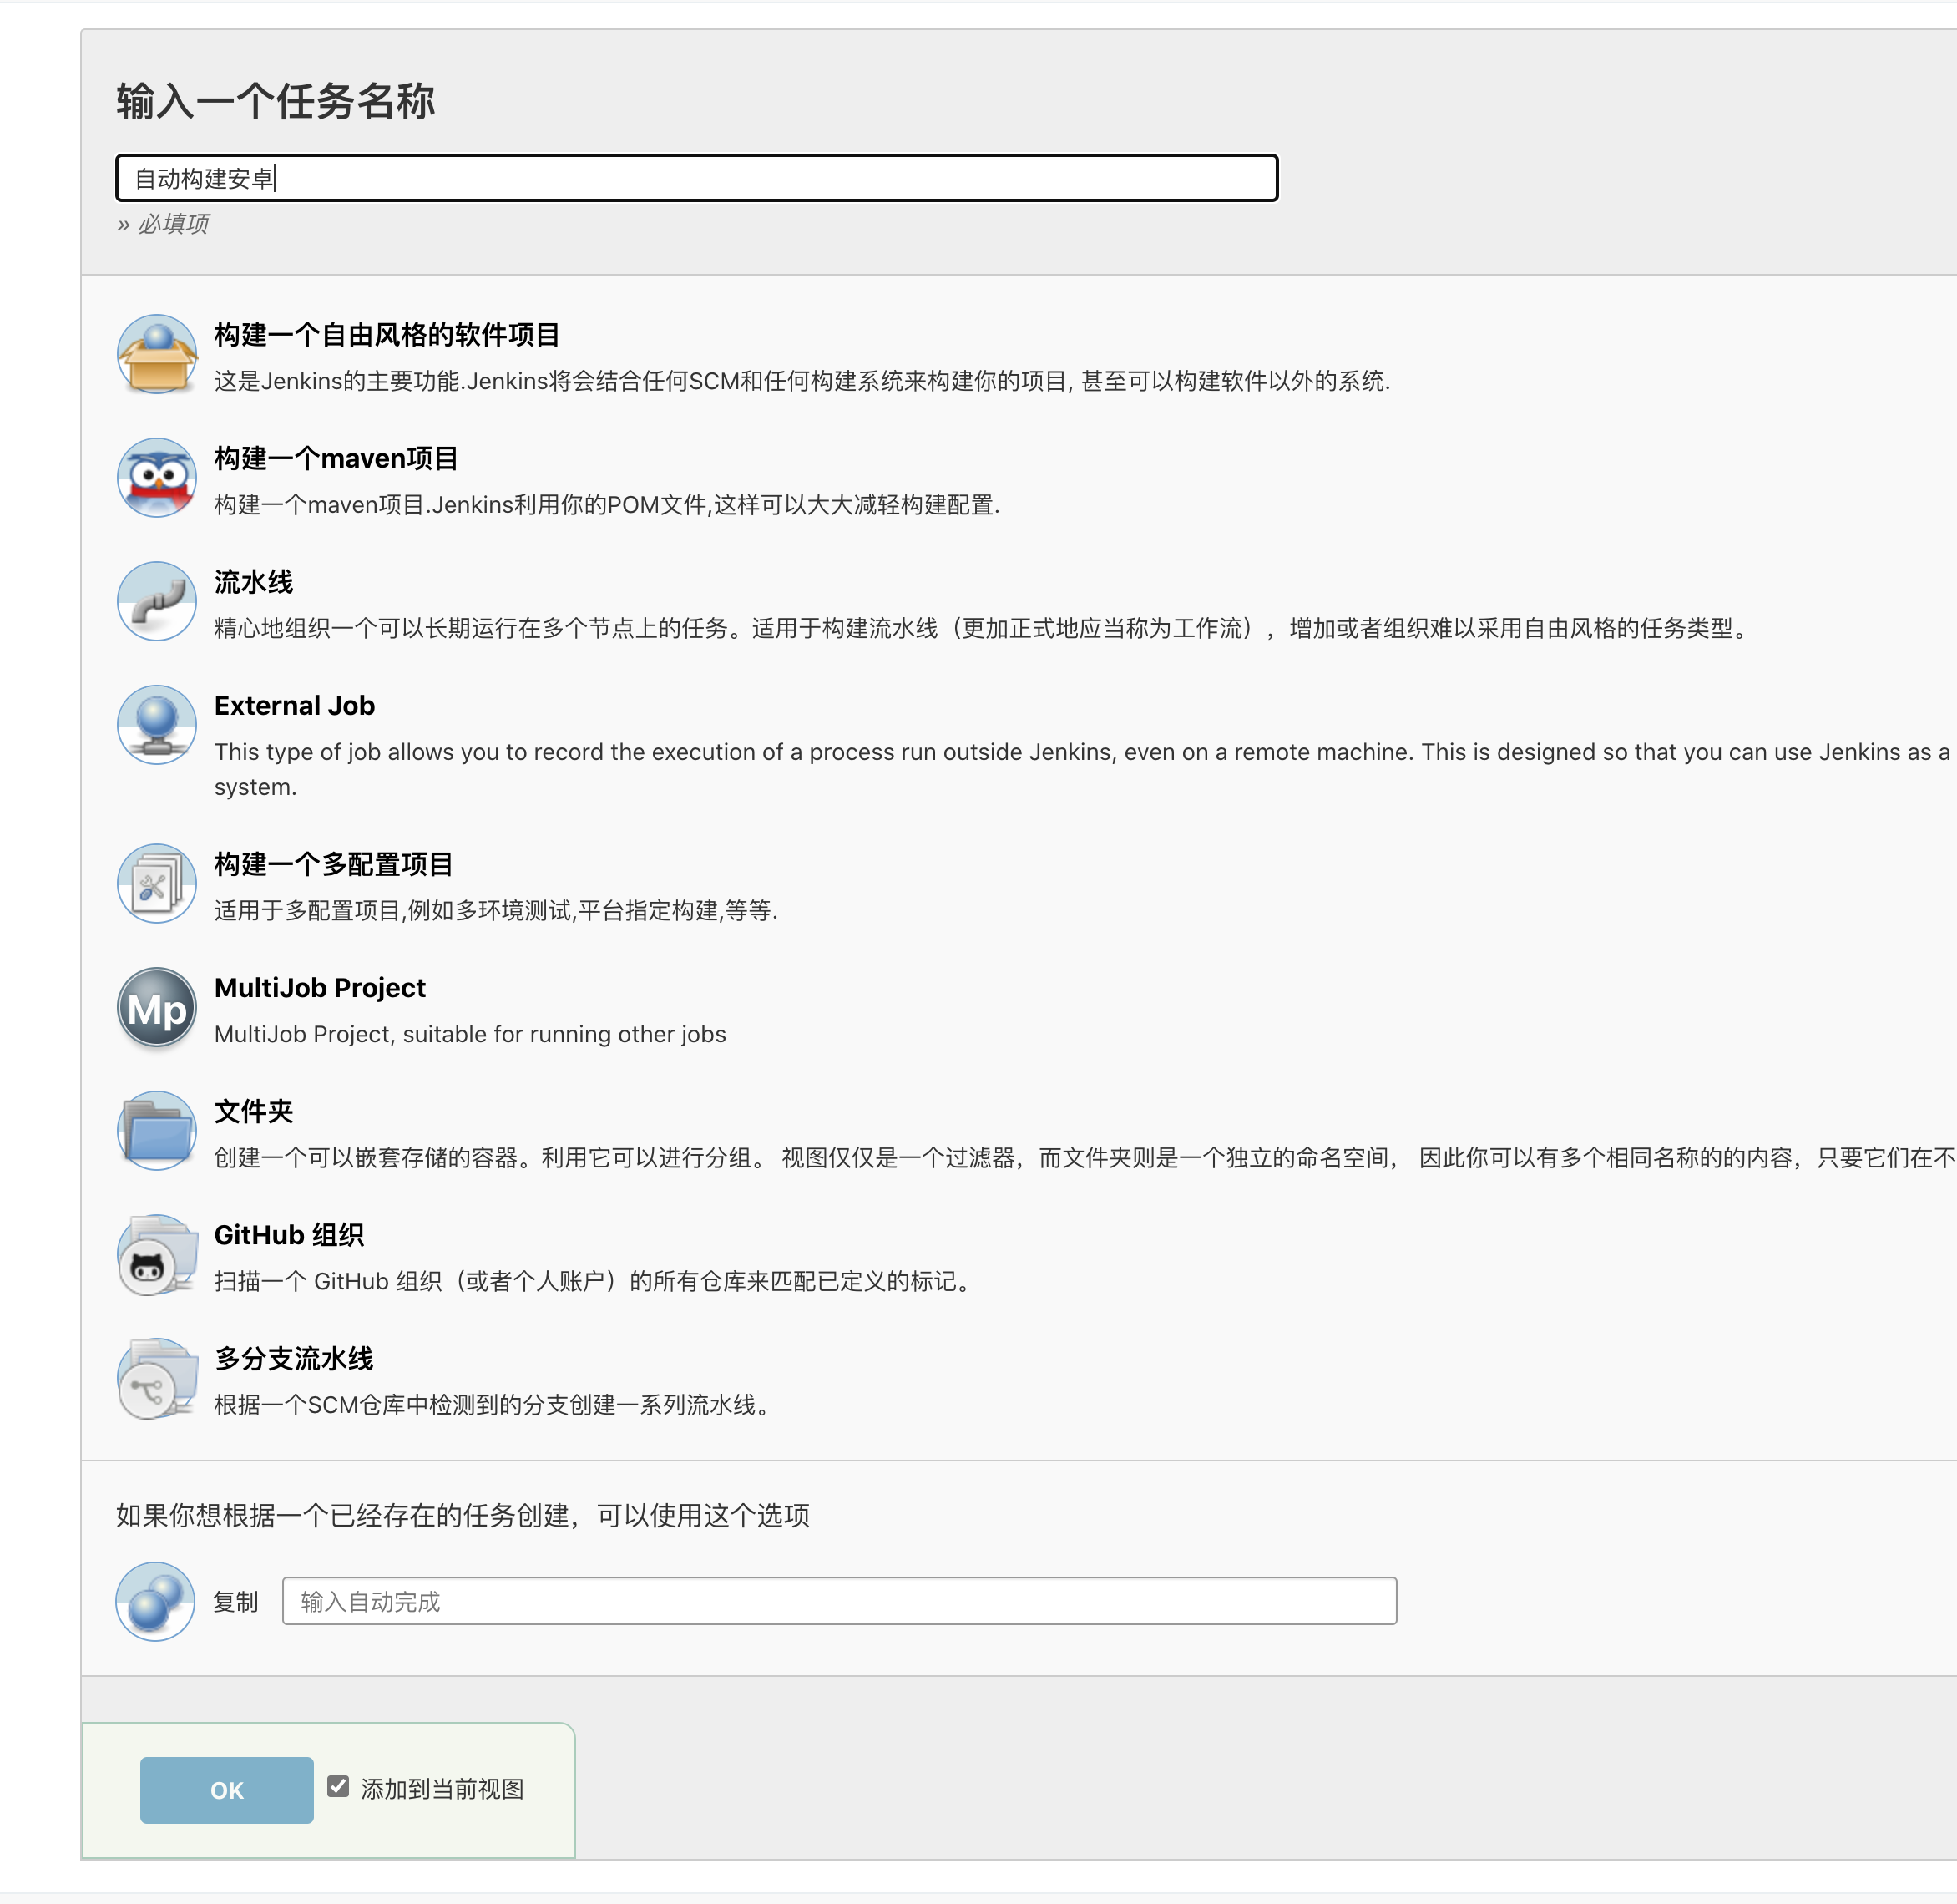 输入一个任务名称
自动构建安卓
» 必填项
构建一个自由风格的软件项目
这是Jenkins的主要功能.Jenkins将会结合任何SCM和任何构建系统来构建你的项目, 甚至可以构建软件以外的系统.
构建一个maven项目
构建一个maven项目.Jenkins利用你的POM文件,这样可以大大减轻构建配置.
流水线
精心地组织一个可以长期运行在多个节点上的任务。适用于构建流水线（更加正式地应当称为工作流），增加或者组织难以采用自由风格的任务类型。
External Job
This type of job allows you to record the execution of a process run outside Jenkins, even on a remote machine. This is designed so that you can use Jenkins as a
system.
构建一个多配置项目
适用于多配置项目,例如多环境测试,平台指定构建,等等.
Mp
MultiJob Project
MultiJob Project, suitable for running other jobs
文件夹
创建一个可以嵌套存储的容器。利用它可以进行分组。 视图仅仅是一个过滤器，而文件夹则是一个独立的命名空间， 因此你可以有多个相同名称的的内容，只要它们在不
GitHub 组织
扫描一个 GitHub 组织（或者个人账户）的所有仓库来匹配已定义的标记。
多分支流水线
根据一个SCM仓库中检测到的分支创建一系列流水线。
如果你想根据一个已经存在的任务创建，可以使用这个选项
复制 输入自动完成
OK 添加到当前视图